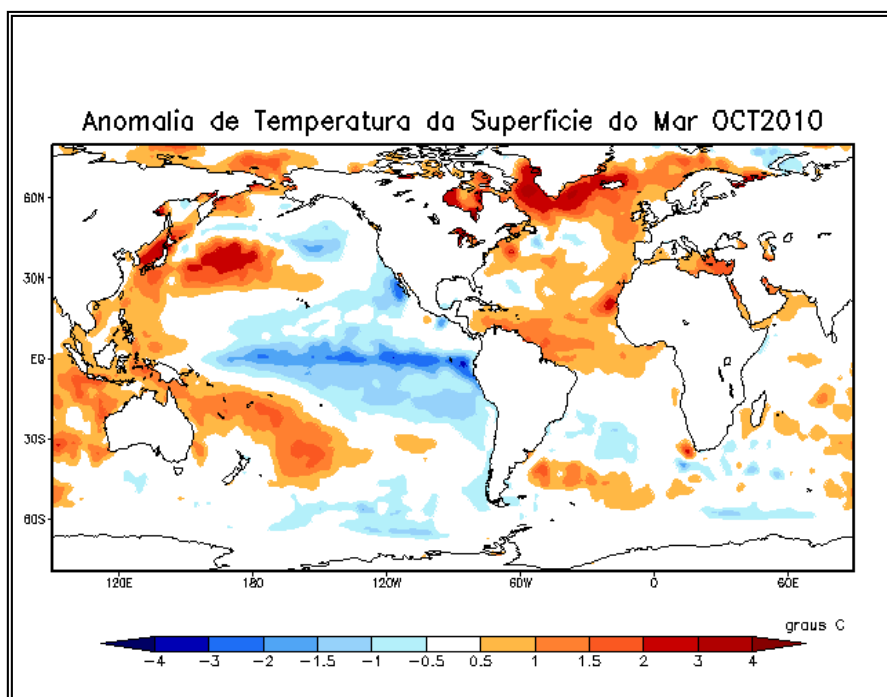 Anomalia de Temperatura da Superficie do Mar OCT2010
60N
30N
EQ
30S
60S
120E 180 120W 60W 0 60E
graus C
-4 -3 -2 -1.5 -1 -0.5 0.5 1 1.5 2 3 4